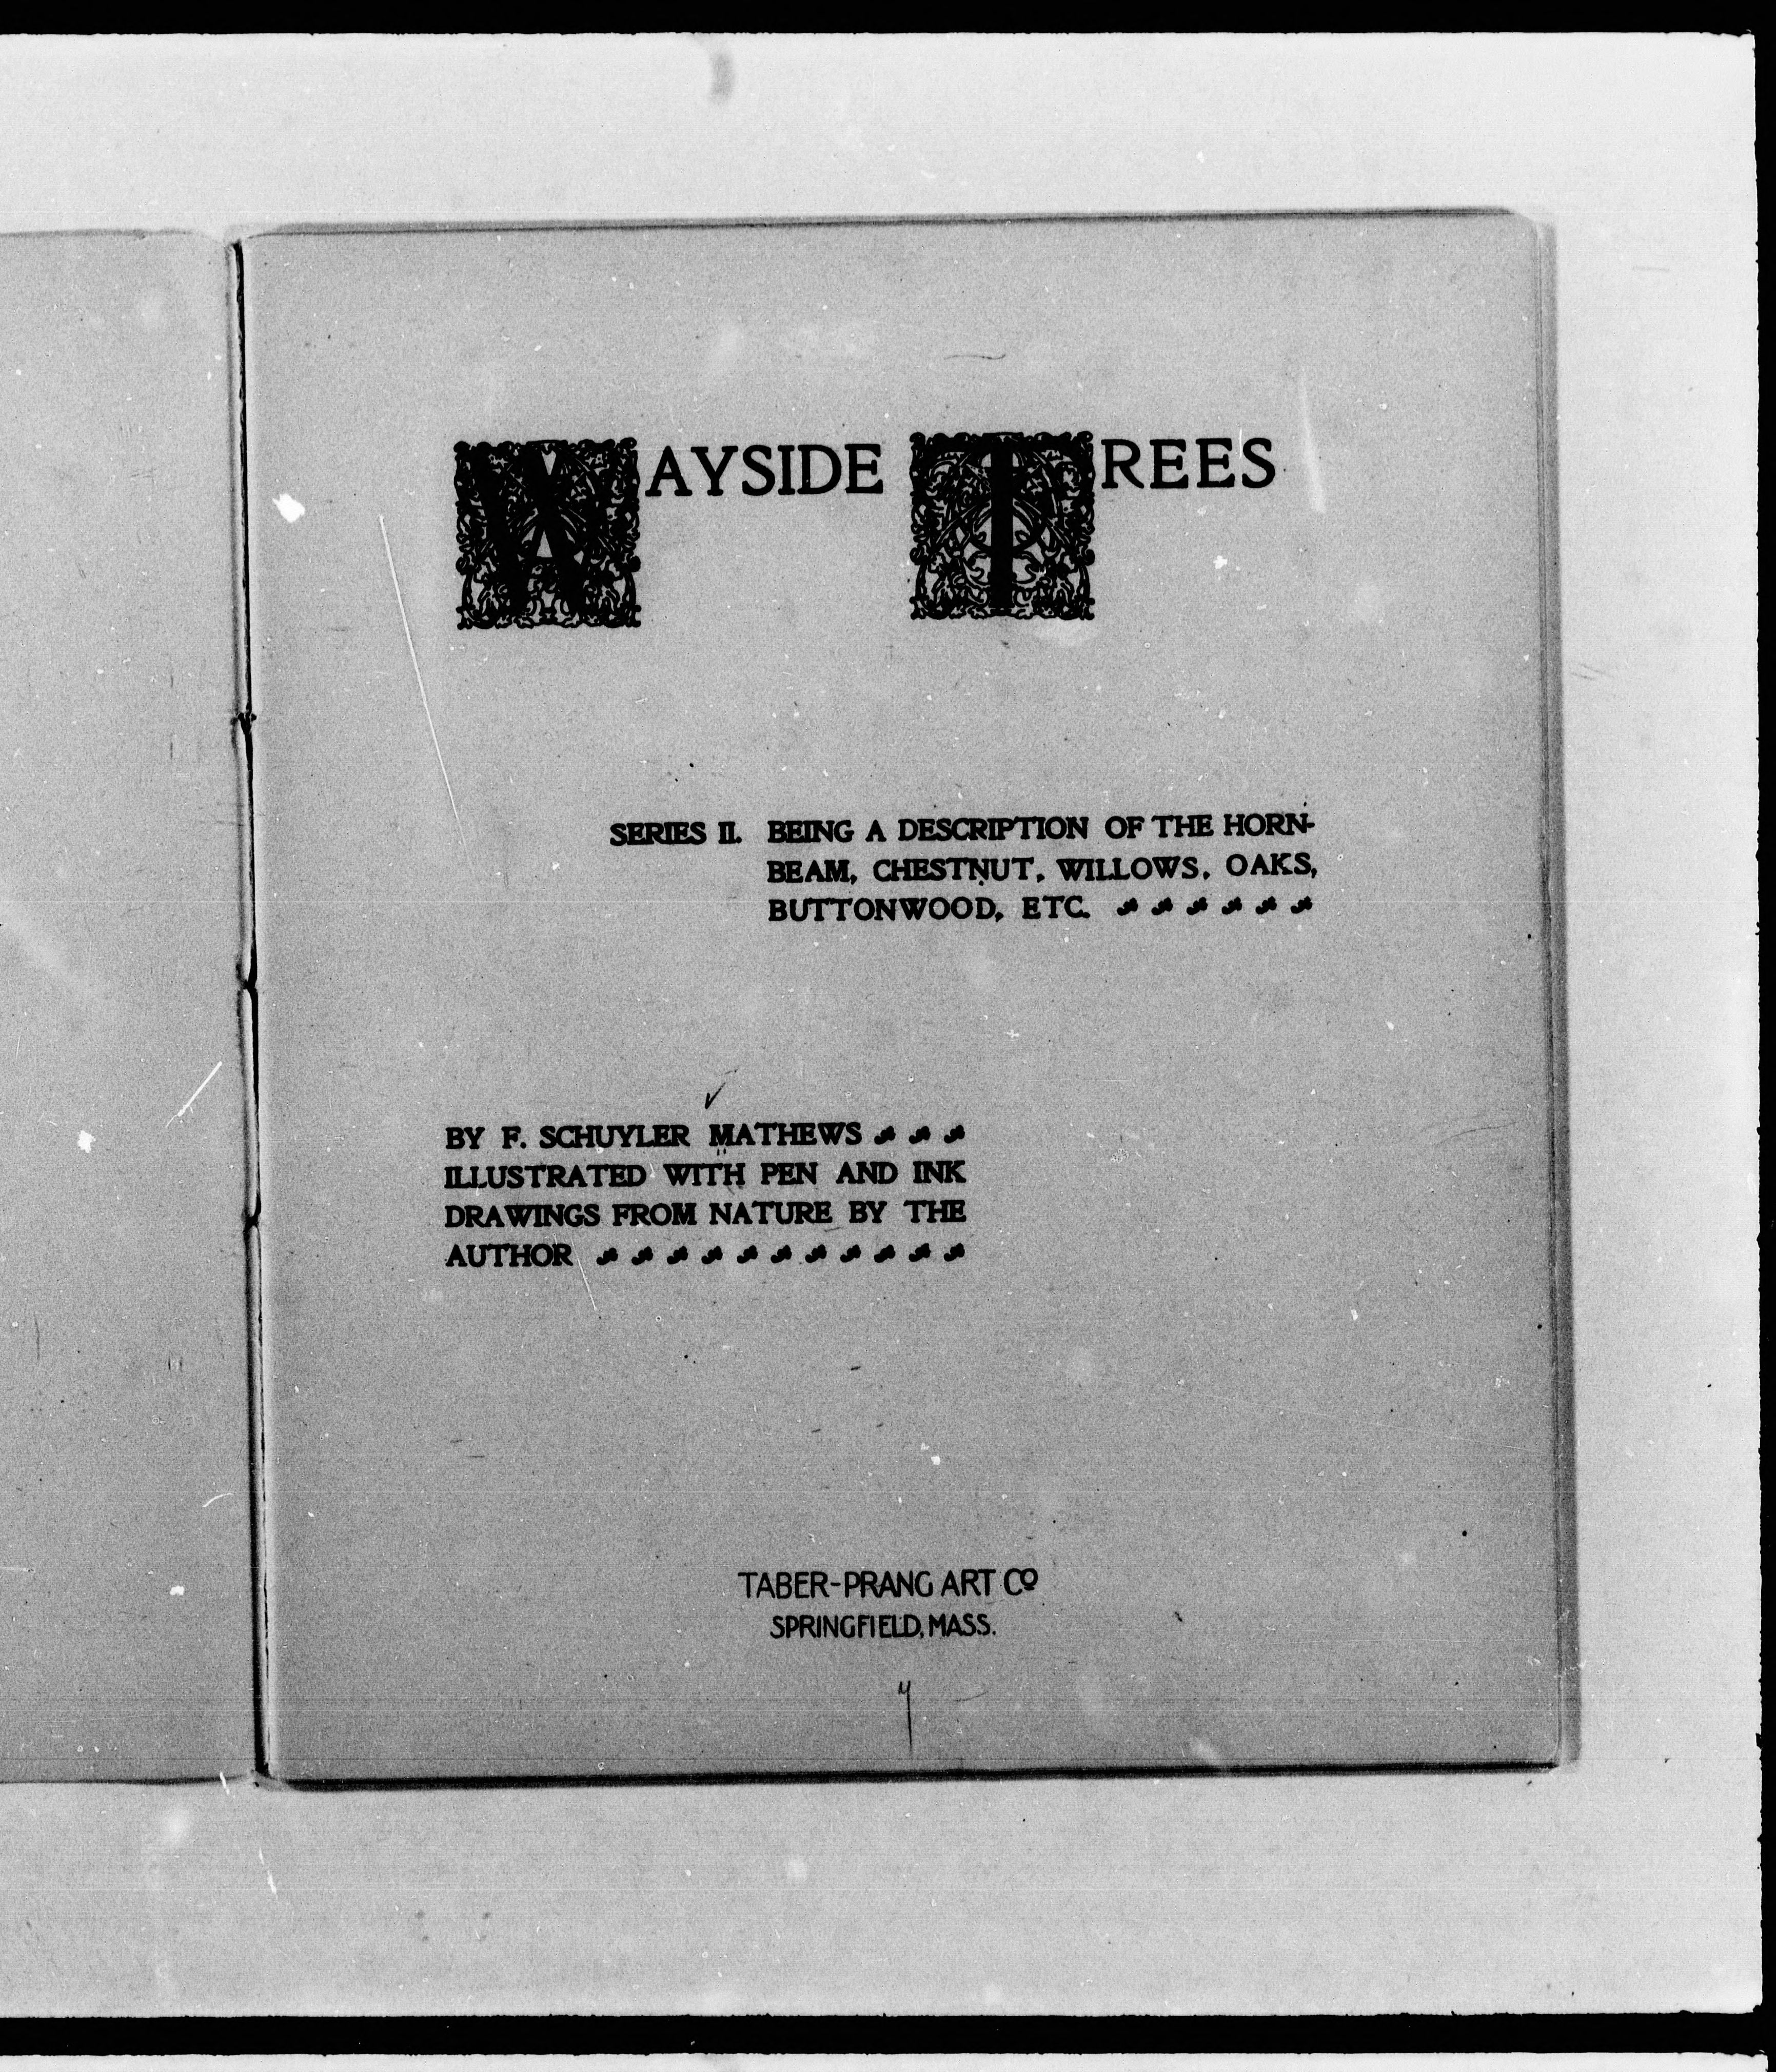 WAYSIDE TREES
SERIES II. BEING A DESCRIPTION OF THE HORN-
BEAM, CHESTNUT, WILLOWS, OAKS,
BUTTONWOOD, ETC.
BY F. SCHUYLER MATHEWS
ILLUSTRATED WITH PEN AND INK
DRAWINGS FROM NATURE BY THE
AUTHOR
TABER-PRANG ART CO
SPRINGFIELD, MASS.